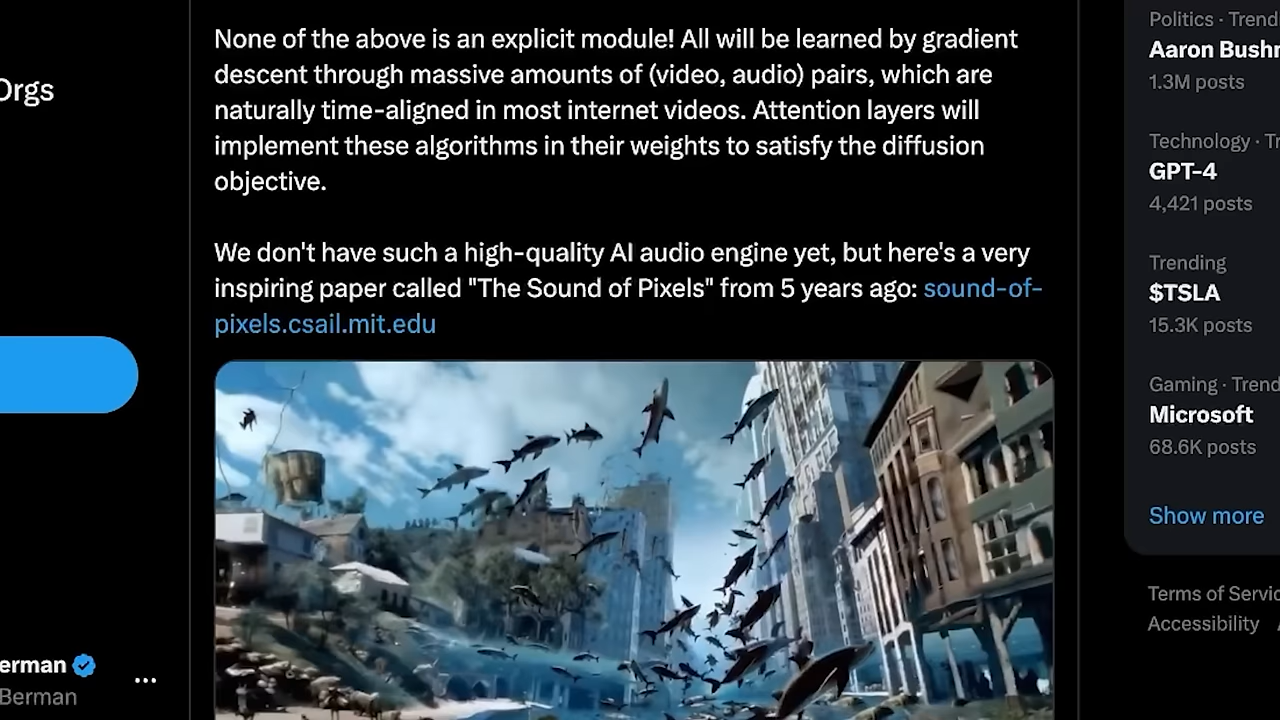 Orgs
None of the above is an explicit module! All will be learned by gradient
descent through massive amounts of (video, audio) pairs, which are
naturally time-aligned in most internet videos. Attention layers will
implement these algorithms in their weights to satisfy the diffusion
objective.
We don't have such a high-quality AI audio engine yet, but here's a very
inspiring paper called "The Sound of Pixels" from 5 years ago: sound-of-
pixels.csail.mit.edu
erman
Berman
Politics · Trend
Aaron Bushn
1.3M posts
Technology · Tr
GPT-4
4,421 posts
Trending
$TSLA
15.3K posts
Gaming · Trend
Microsoft
68.6K posts
Show more
Terms of Servic
Accessibility